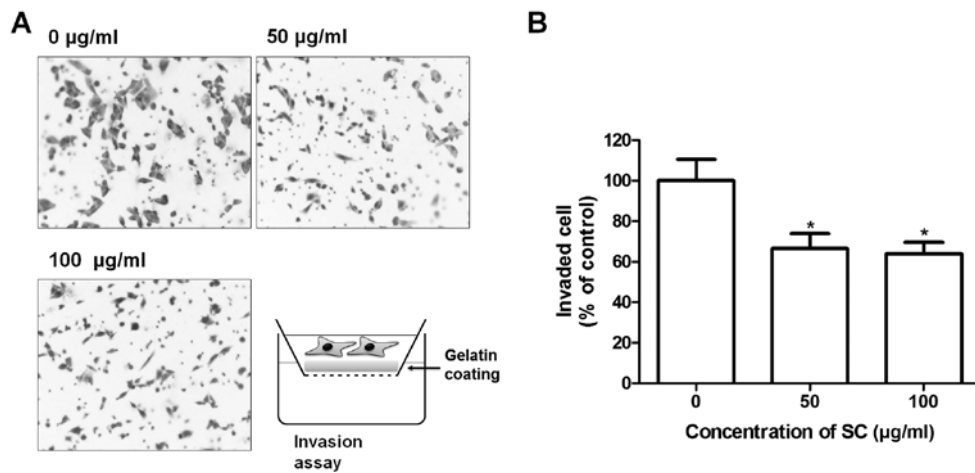 A
0 µg/ml
50 µg/ml
100 µg/ml
Gelatin
coating
Invasion
assay
B
Invaded cell
(% of control)
120
100
80
60
40
20
0
*
*
0
50
100
Concentration of SC (µg/ml)